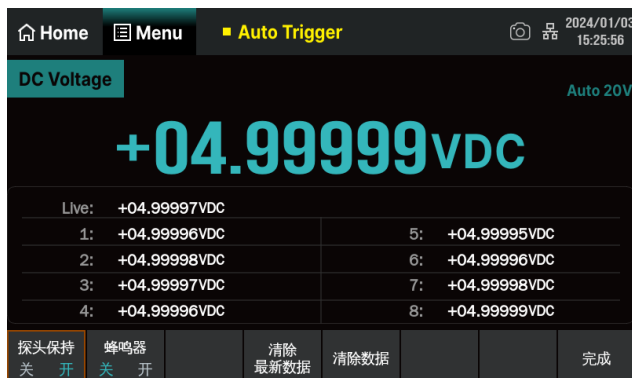 Home Menu Auto Trigger 2024/01/03
15:25:56
DC Voltage
Auto 20V
+04.99999VDC
Live: +04.99997VDC
1: +04.99996VDC 5: +04.99995VDC
2: +04.99998VDC 6: +04.99996VDC
3: +04.99997VDC 7: +04.99998VDC
4: +04.99996VDC 8: +04.99999VDC
探头保持 蜂鸣器 清除 清除数据 完成
关 开 关 开 最新数据